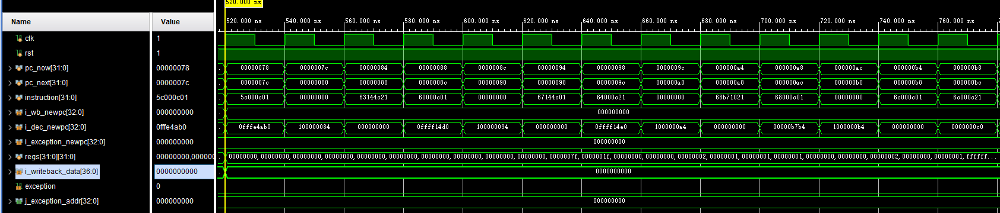 520.000 ns
Name Value
520.000 ns 540.000 ns 560.000 ns 580.000 ns 600.000 ns 620.000 ns 640.000 ns 660.000 ns 680.000 ns 700.000 ns 720.000 ns 740.000 ns 760.000 ns
clk 1
rst 1
pc_now[31:0] 00000078 00000078 0000007c 00000084 00000088 0000008c 00000094 00000098 0000009c 000000a4 000000a8 000000ac 000000b4 000000b8
pc_next[31:0] 0000007c 0000007c 00000080 00000088 0000008c 00000090 00000098 0000009c 000000a0 000000a8 000000ac 000000b0 000000b8 000000bc
instruction[31:0] 5c000c01 5c000c01 00000000 63144c21 60000c01 00000000 67144c01 64000c21 00000000 68b71021 68000c01 00000000 6c000c01 6c000c21
i_wb_newpc[32:0] 000000000 000000000
i_dec_newpc[32:0] 0fffe4ab0 0fffe4ab0 100000084 000000000 0ffff14d0 100000094 000000000 0ffff14e0 1000000a4 000000000 00000b7b4 1000000b4 000000000 0000000c0
i_exception_newpc[32:0] 000000000 000000000
regs[31:0][31:0] 00000000,000000 00000000,00000000,00000000,00000000,00000000,00000000,00000000,00000000,00000000,00000000,0000007f,0000001f,00000000,00000002,00000001,00000001,00000000,00000000,00000002,00000000,00000001,ffffff...
i_writeback_data[36:0] 0000000000 0000000000
exception 0
j_exception_addr[32:0] 000000000 000000000